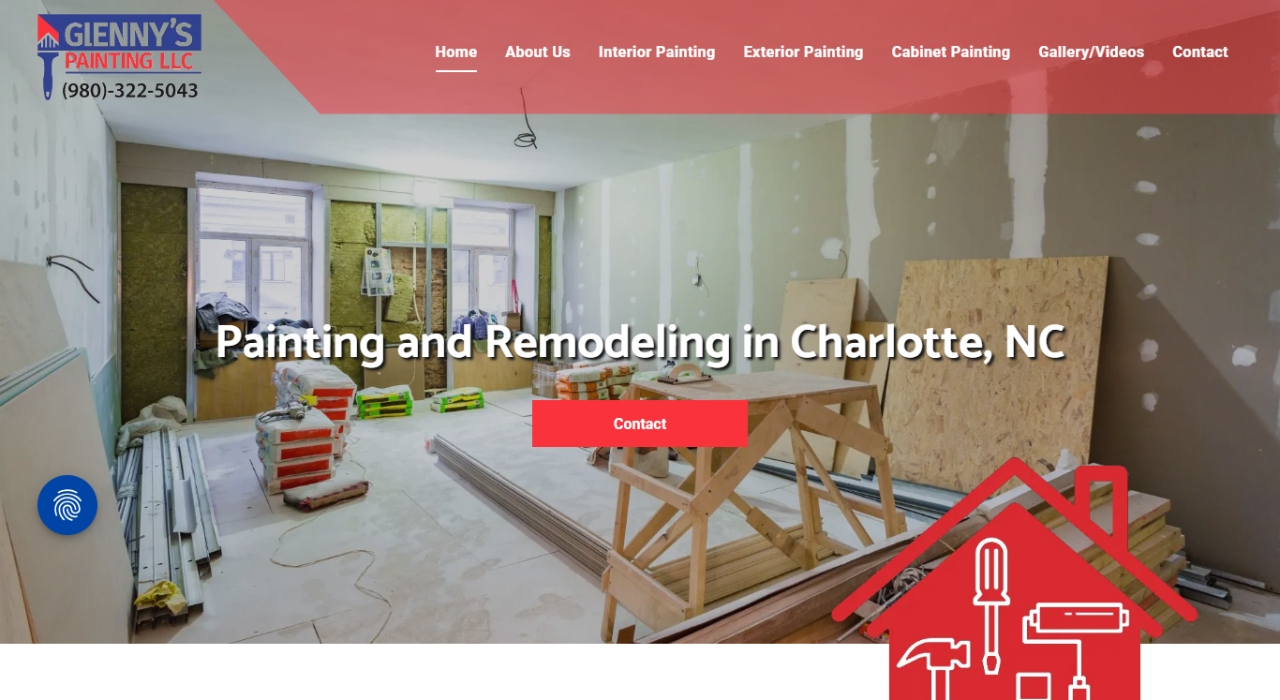 GLENNY'S
PAINTING LLC
(980)-322-5043
Home About Us Interior Painting Exterior Painting Cabinet Painting Gallery/Videos Contact
Painting and Remodeling in Charlotte, NC
Contact